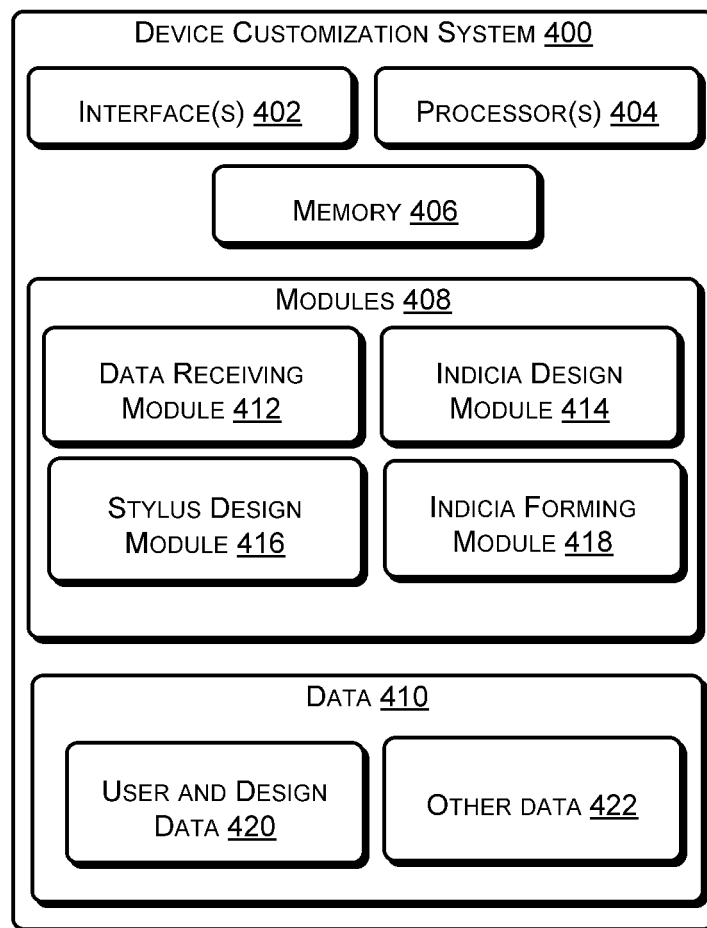 DEVICE CUSTOMIZATION SYSTEM 400
INTERFACE(S) 402
PROCESSOR(S) 404
MEMORY 406
MODULES 408
DATA RECEIVING
MODULE 412
INDICIA DESIGN
MODULE 414
STYLUS DESIGN
MODULE 416
INDICIA FORMING
MODULE 418
DATA 410
USER AND DESIGN
DATA 420
OTHER DATA 422